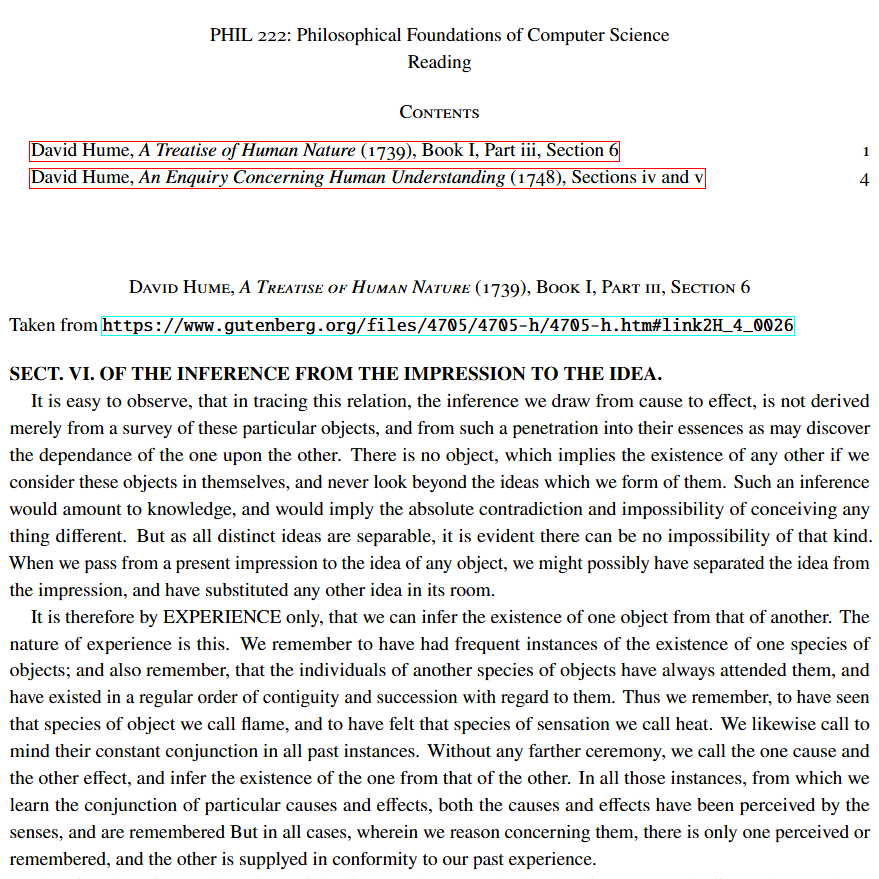 PHIL 222: Philosophical Foundations of Computer Science
Reading
Contents
David Hume, A Treatise of Human Nature (1739), Book I, Part iii, Section 6 1
David Hume, An Enquiry Concerning Human Understanding (1748), Sections iv and v 4
David Hume, A Treatise of Human Nature (1739), Book I, Part iii, Section 6
Taken from https://www.gutenberg.org/files/4705/4705-h/4705-h.htm#link2H_4_0026
SECT. VI. OF THE INFERENCE FROM THE IMPRESSION TO THE IDEA.
It is easy to observe, that in tracing this relation, the inference we draw from cause to effect, is not derived
merely from a survey of these particular objects, and from such a penetration into their essences as may discover
the dependance of the one upon the other. There is no object, which implies the existence of any other if we
consider these objects in themselves, and never look beyond the ideas which we form of them. Such an inference
would amount to knowledge, and would imply the absolute contradiction and impossibility of conceiving any
thing different. But as all distinct ideas are separable, it is evident there can be no impossibility of that kind.
When we pass from a present impression to the idea of any object, we might possibly have separated the idea from
the impression, and have substituted any other idea in its room.
It is therefore by EXPERIENCE only, that we can infer the existence of one object from that of another. The
nature of experience is this. We remember to have had frequent instances of the existence of one species of
objects; and also remember, that the individuals of another species of objects have always attended them, and
have existed in a regular order of contiguity and succession with regard to them. Thus we remember, to have seen
that species of object we call flame, and to have felt that species of sensation we call heat. We likewise call to
mind their constant conjunction in all past instances. Without any farther ceremony, we call the one cause and
the other effect, and infer the existence of the one from that of the other. In all those instances, from which we
learn the conjunction of particular causes and effects, both the causes and effects have been perceived by the
senses, and are remembered But in all cases, wherein we reason concerning them, there is only one perceived or
remembered, and the other is supplyed in conformity to our past experience.